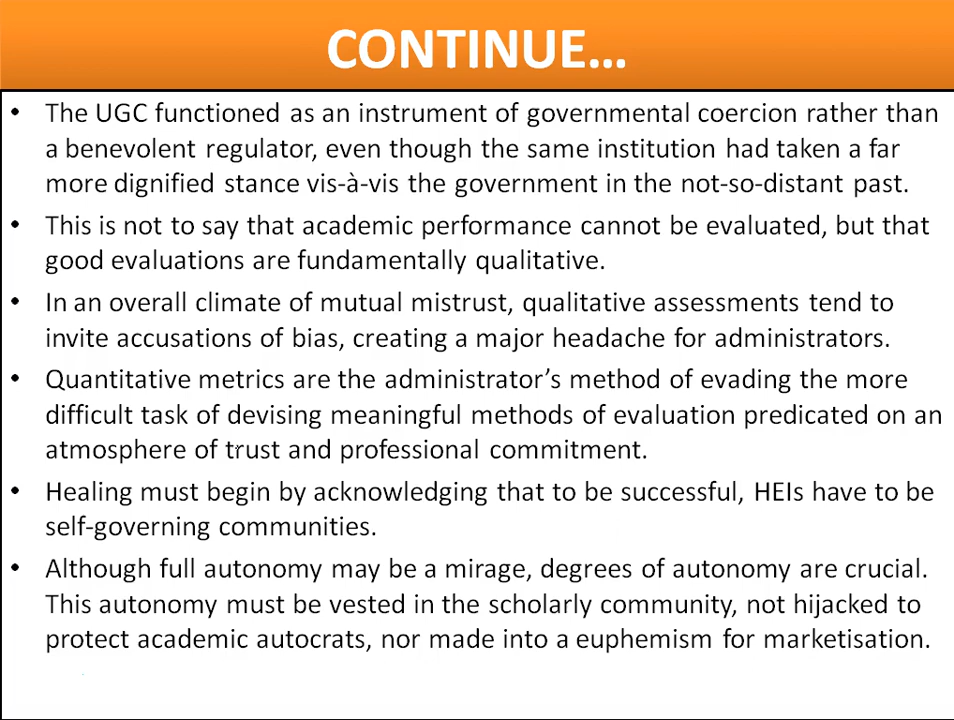 CONTINUE...
• The UGC functioned as an instrument of governmental coercion rather than
a benevolent regulator, even though the same institution had taken a far
more dignified stance vis-à-vis the government in the not-so-distant past.
• This is not to say that academic performance cannot be evaluated, but that
good evaluations are fundamentally qualitative.
• In an overall climate of mutual mistrust, qualitative assessments tend to
invite accusations of bias, creating a major headache for administrators.
• Quantitative metrics are the administrator’s method of evading the more
difficult task of devising meaningful methods of evaluation predicated on an
atmosphere of trust and professional commitment.
• Healing must begin by acknowledging that to be successful, HEIs have to be
self-governing communities.
• Although full autonomy may be a mirage, degrees of autonomy are crucial.
This autonomy must be vested in the scholarly community, not hijacked to
protect academic autocrats, nor made into a euphemism for marketisation.